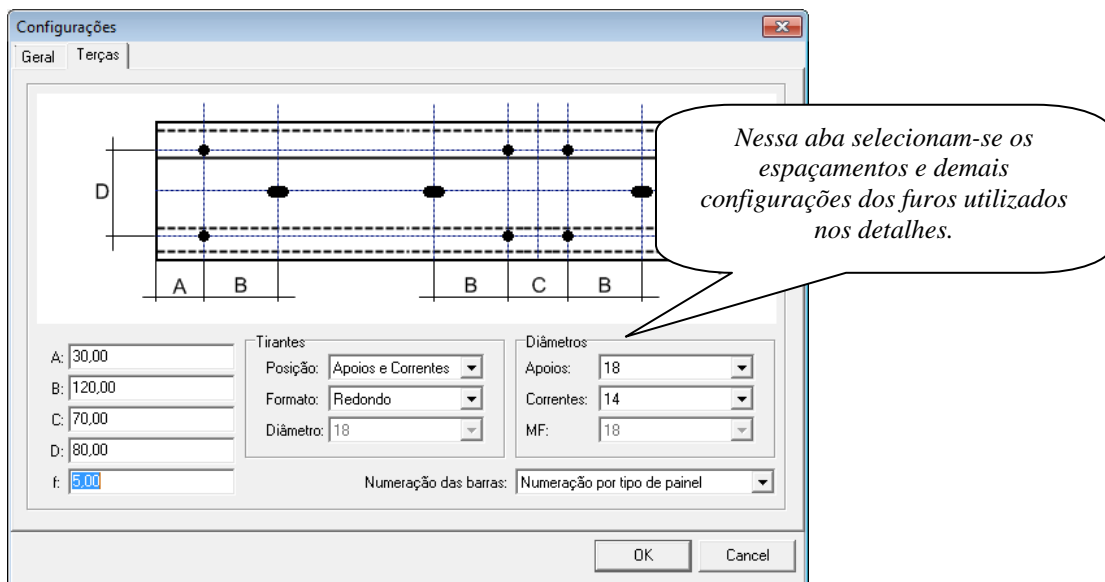 Configurações
Geral Terças
Nessa aba selecionam-se os
espaçamentos e demais
configurações dos furos utilizados
nos detalhes.
D
A B B C B
A: 30,00
B: 120,00
C: 70,00
D: 80,00
f: 5,00
Tirantes
Posição: Apoios e Correntes
Formato: Redondo
Diâmetro: 18
Diâmetros
Apoios: 18
Correntes: 14
MF: 18
Numeração das barras: Numeração por tipo de painel
OK Cancel